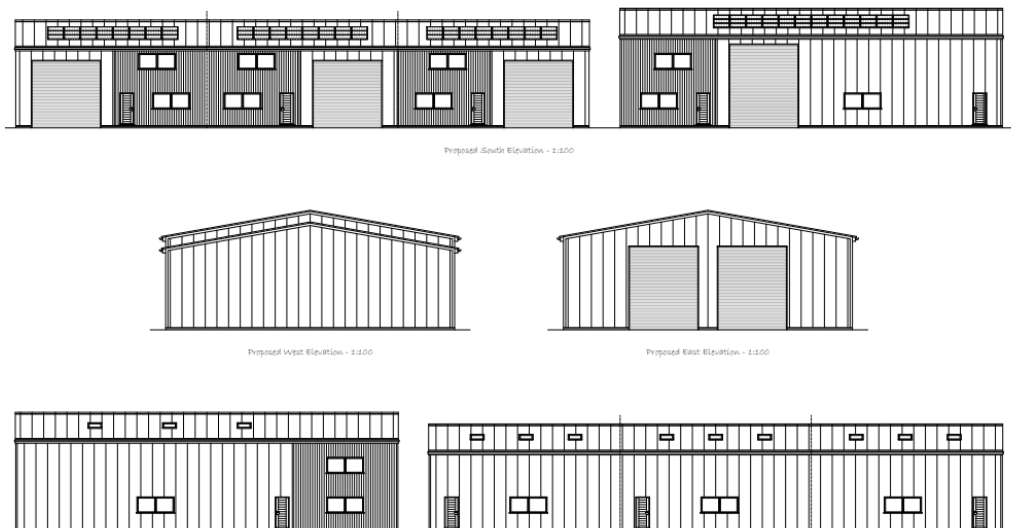 Proposed South Elevation - 1:100
Proposed West Elevation - 1:100
Proposed East Elevation - 1:100